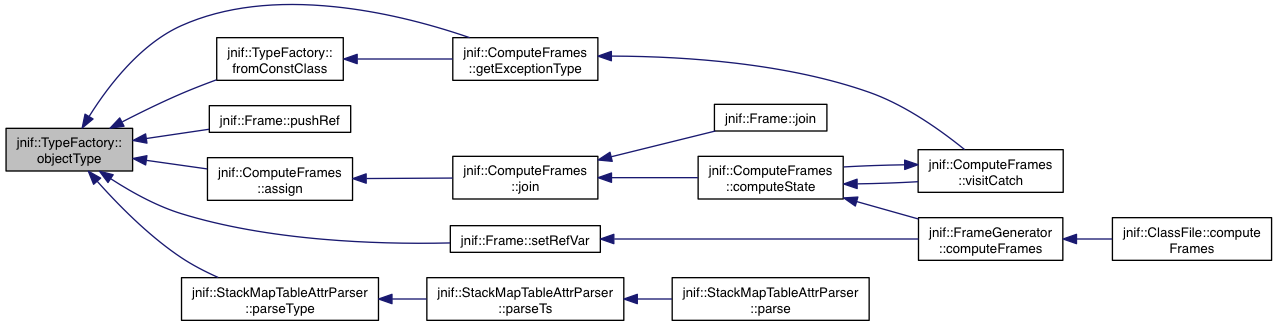 jnif::TypeFactory::
objectType
jnif::TypeFactory::
fromConstClass
jnif::ComputeFrames
::getExceptionType
jnif::Frame::pushRef
jnif::Frame::join
jnif::ComputeFrames
::assign
jnif::ComputeFrames
::join
jnif::ComputeFrames
::computeState
jnif::ComputeFrames
::visitCatch
jnif::Frame::setRefVar
jnif::FrameGenerator
::computeFrames
jnif::ClassFile::compute
Frames
jnif::StackMapTableAttrParser
::parseType
jnif::StackMapTableAttrParser
::parseTs
jnif::StackMapTableAttrParser
::parse